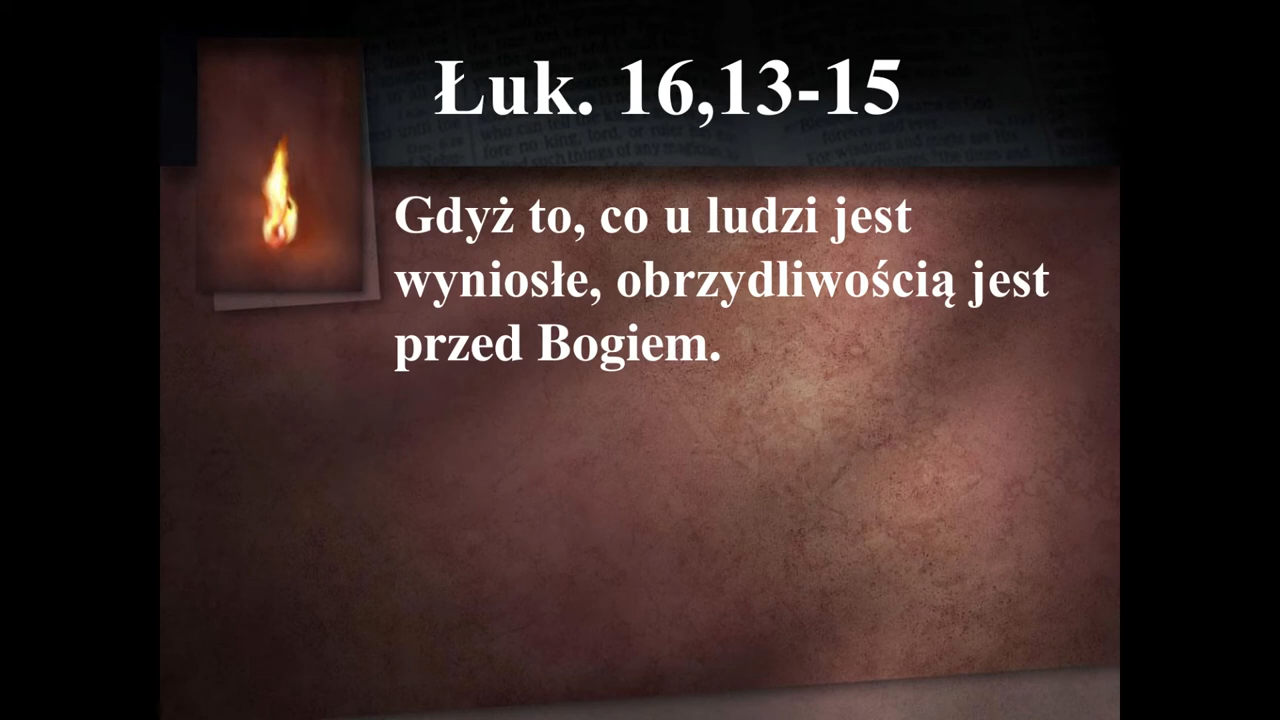 Łuk. 16,13-15
Gdyż to, co u ludzi jest
wyniosłe, obrzydliwością jest
przed Bogiem.